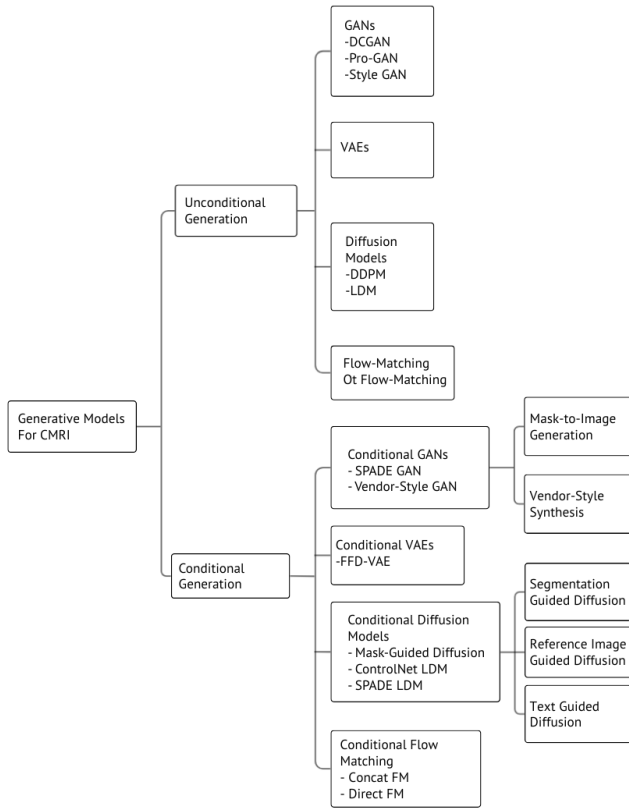 Generative Models
For CMRI
Unconditional
Generation
GANs
-DCGAN
-Pro-GAN
-Style GAN
VAEs
Diffusion
Models
-DDPM
-LDM
Flow-Matching
Ot Flow-Matching
Conditional
Generation
Conditional GANs
- SPADE GAN
- Vendor-Style GAN
Mask-to-Image
Generation
Vendor-Style
Synthesis
Conditional VAEs
-FFD-VAE
Conditional Diffusion
Models
- Mask-Guided Diffusion
- ControlNet LDM
- SPADE LDM
Segmentation
Guided Diffusion
Reference Image
Guided Diffusion
Text Guided
Diffusion
Conditional Flow
Matching
- Concat FM
- Direct FM